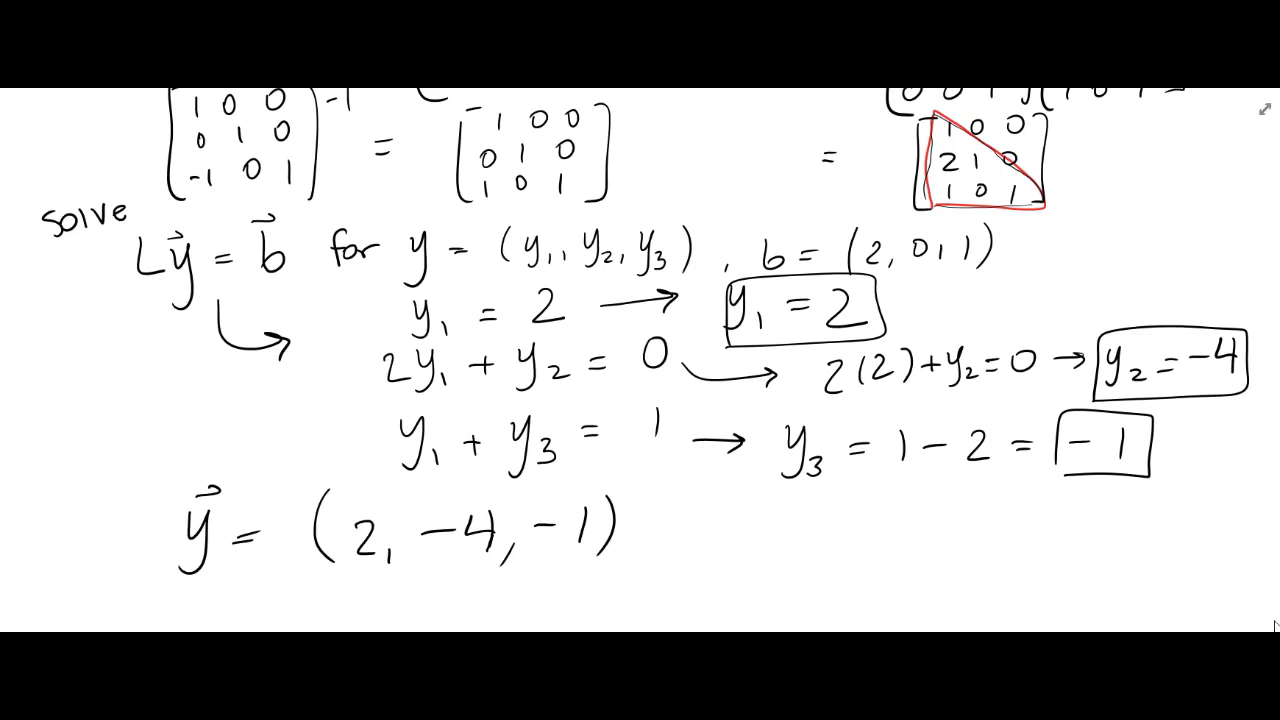 [1 0 0; 0 1 0; -1 0 1]^-1 = [1 0 0; 0 1 0; 1 0 1]
= [1 0 0; 2 1 0; 1 0 1]
solve
Ly⃗ = b⃗ for y = (y₁, y₂, y₃), b = (2, 0, 1)
y₁ = 2 → y₁ = 2
2y₁ + y₂ = 0 → 2(2)+y₂=0 → y₂=-4
y₁ + y₃ = 1 → y₃ = 1 - 2 = -1
y⃗ = (2, -4, -1)